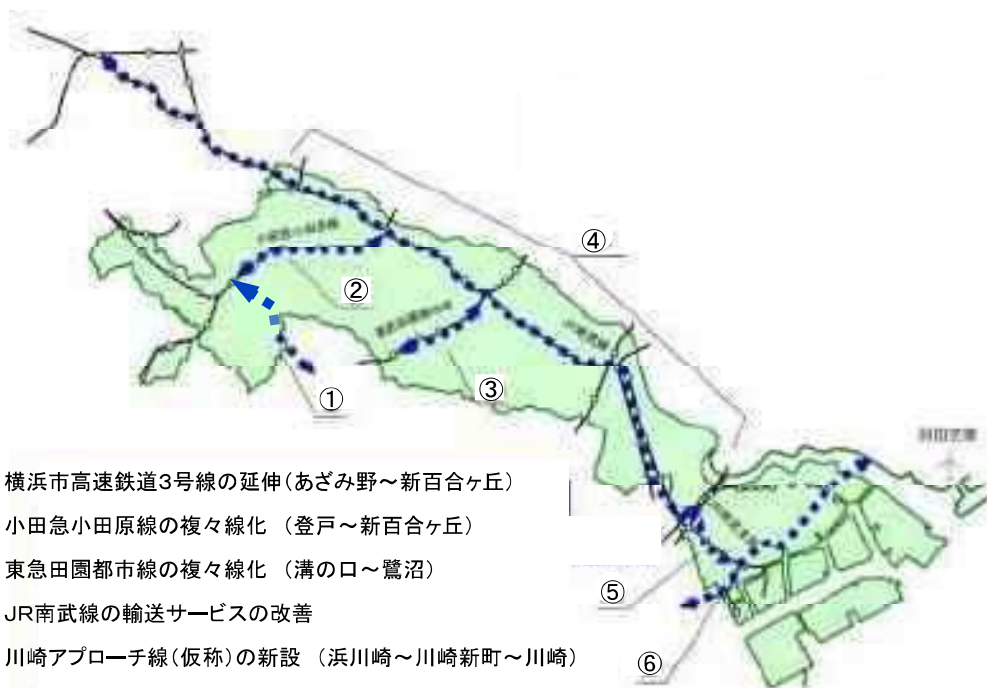 ④
②
①
③
横浜市高速鉄道3号線の延伸(あざみ野～新百合ヶ丘)
小田急小田原線の複々線化 (登戸～新百合ヶ丘)
東急田園都市線の複々線化 (溝の口～鷺沼)
JR南武線の輸送サービスの改善
川崎アプローチ線(仮称)の新設 (浜川崎～川崎新町～川崎)
⑤
⑥
羽田空港